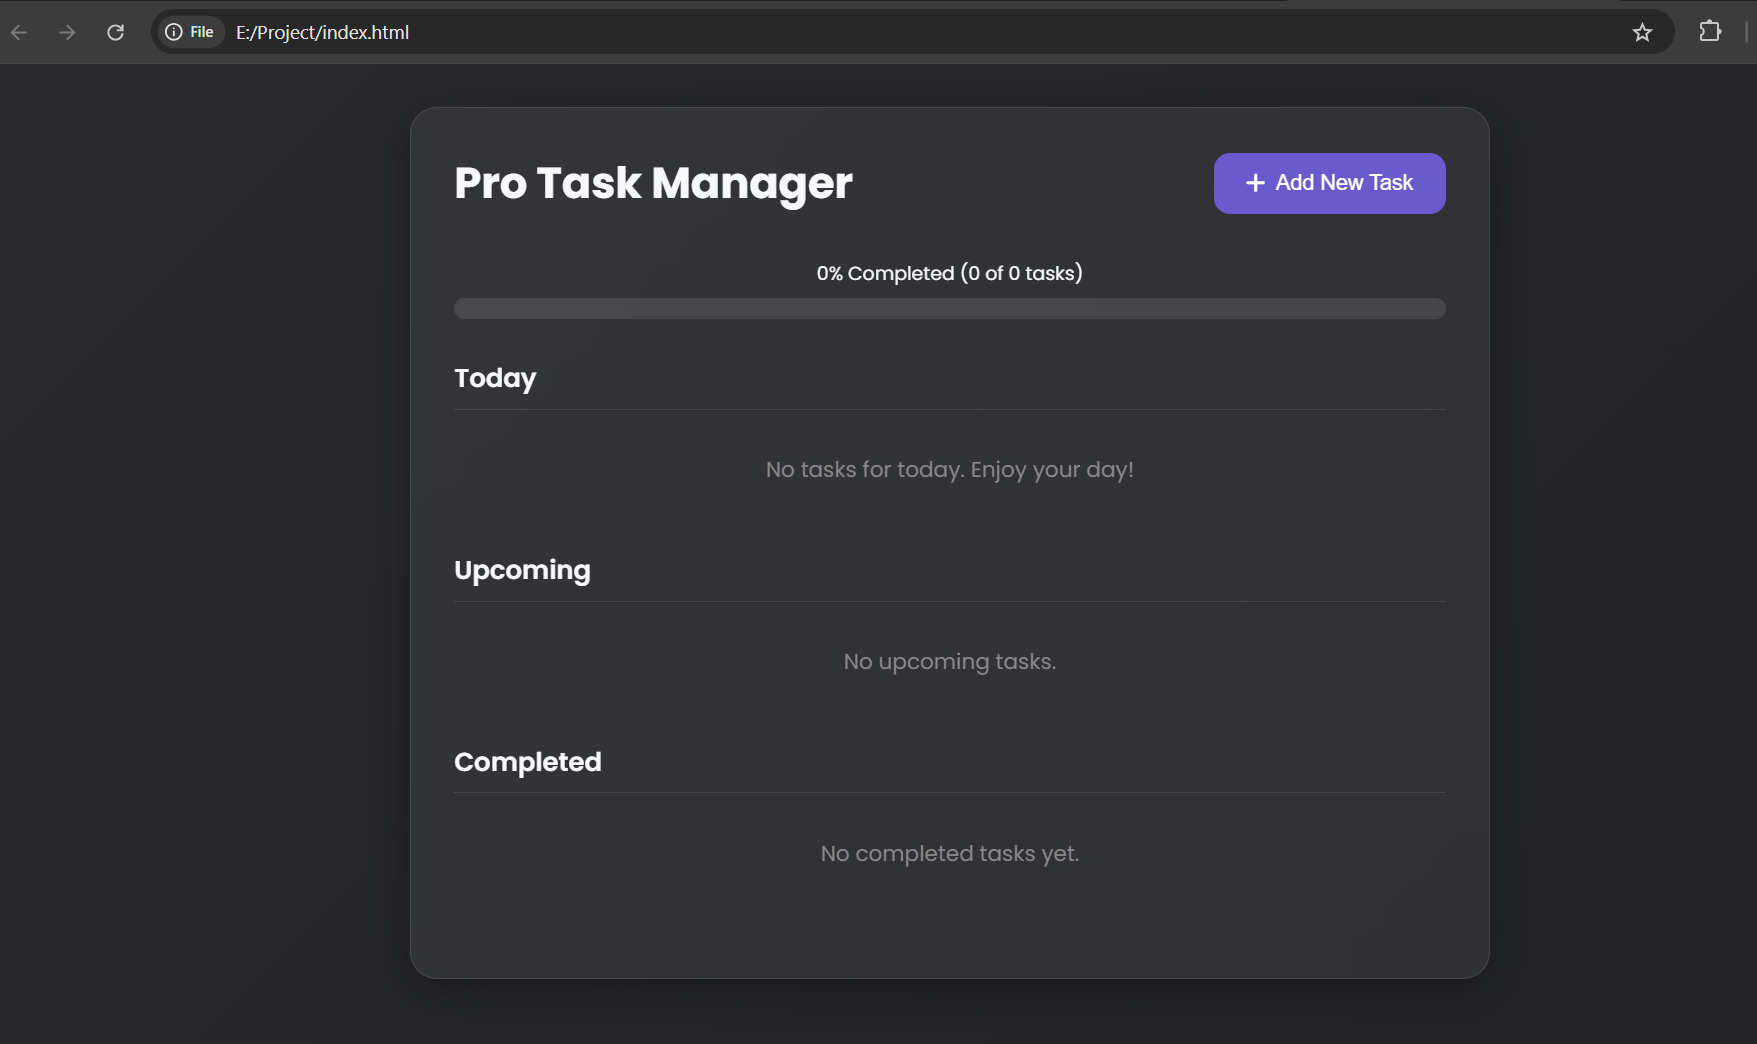 File E:/Project/index.html
Pro Task Manager
+ Add New Task
0% Completed (0 of 0 tasks)
Today
No tasks for today. Enjoy your day!
Upcoming
No upcoming tasks.
Completed
No completed tasks yet.